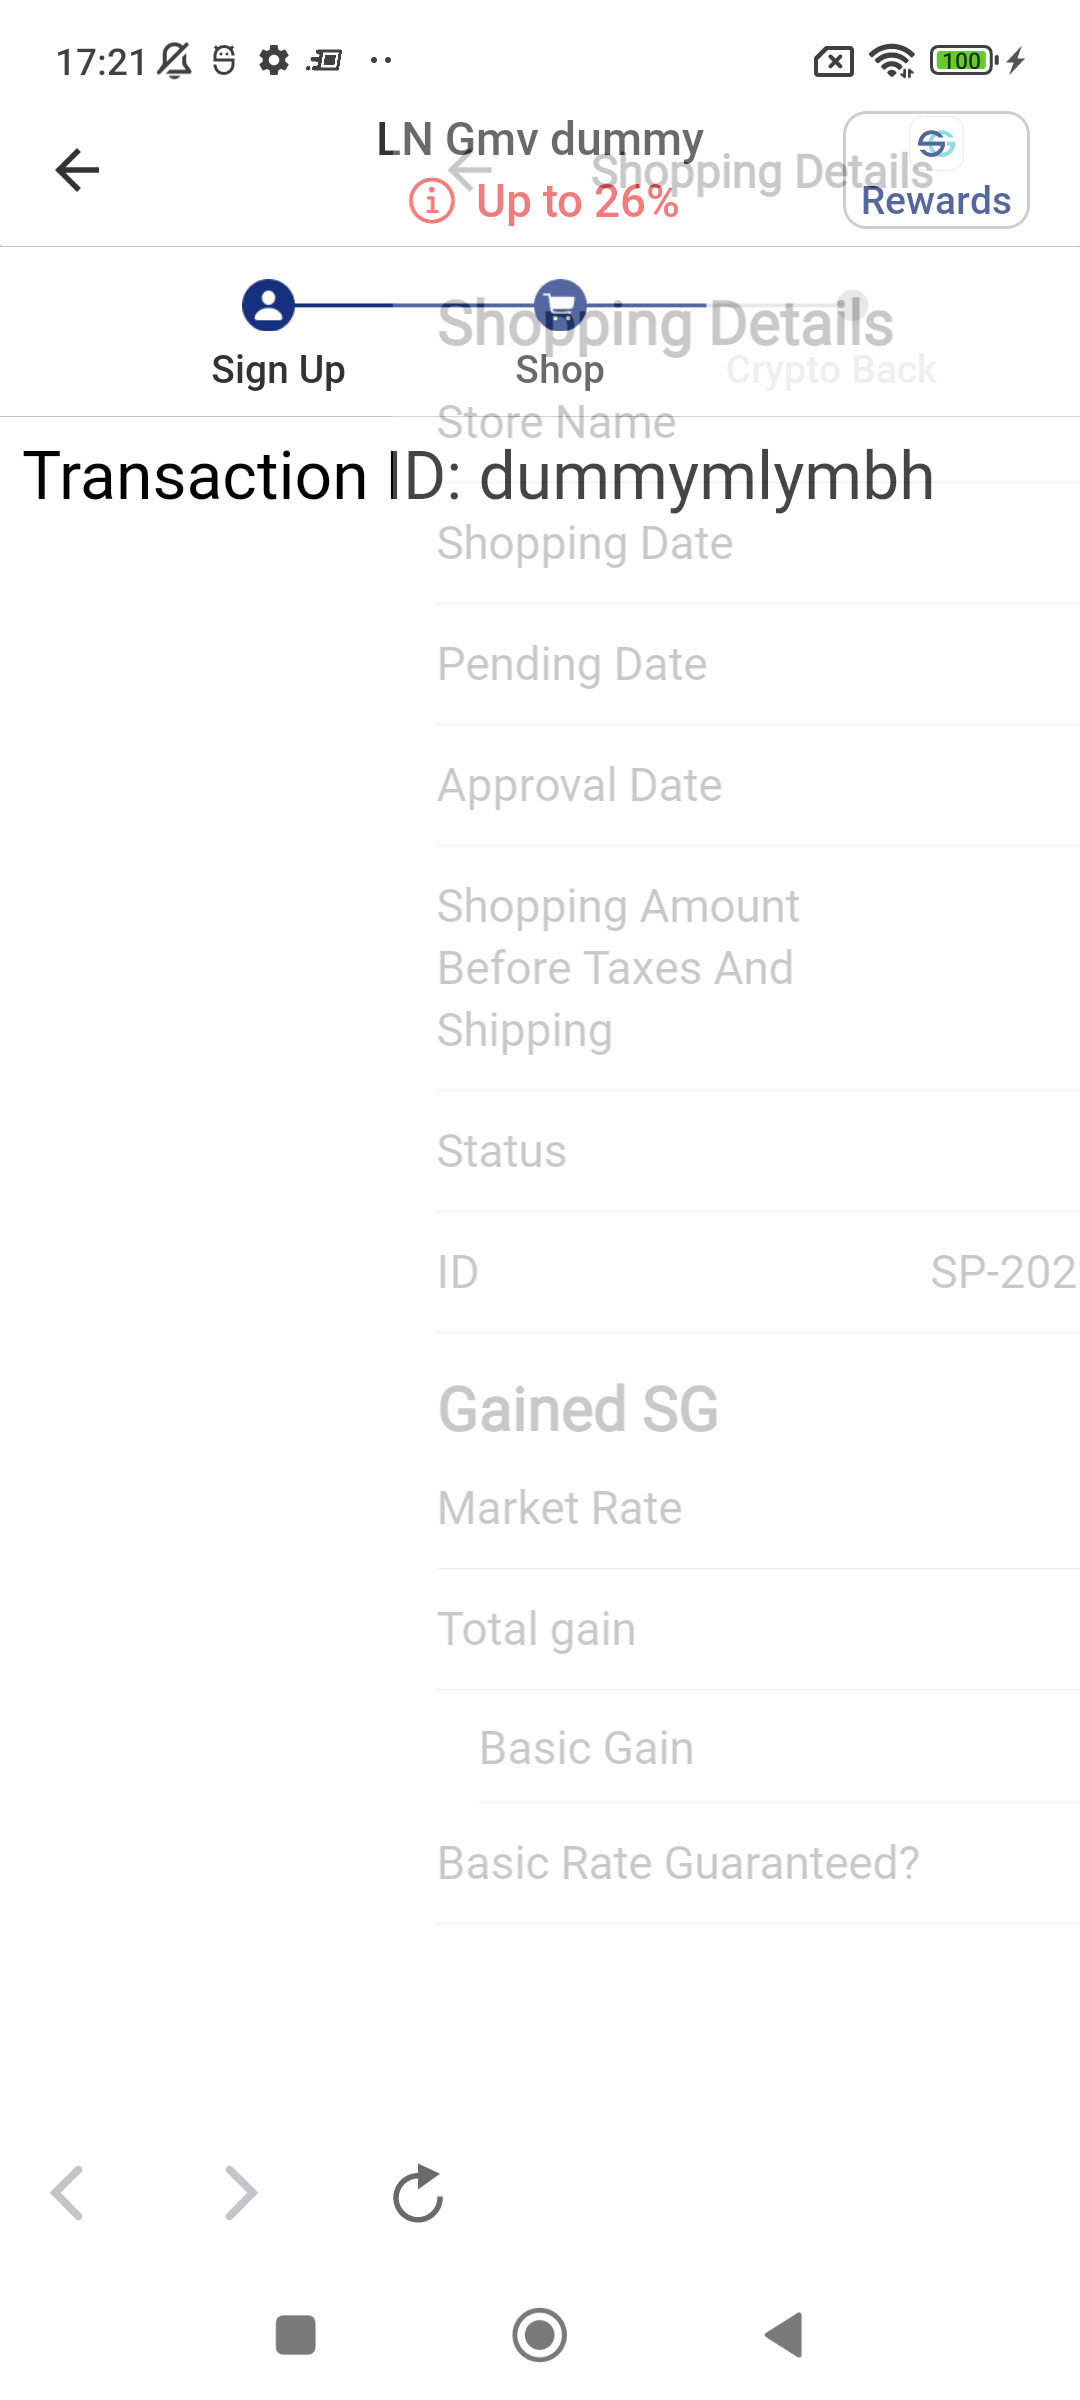 17:21
100
LN Gmv dummy
Shopping Details
Up to 26%
Rewards
Shopping Details
Sign Up
Shop
Crypto Back
Store Name
Transaction ID: dummymlymbh
Shopping Date
Pending Date
Approval Date
Shopping Amount
Before Taxes And
Shipping
Status
ID SP-202
Gained SG
Market Rate
Total gain
Basic Gain
Basic Rate Guaranteed?